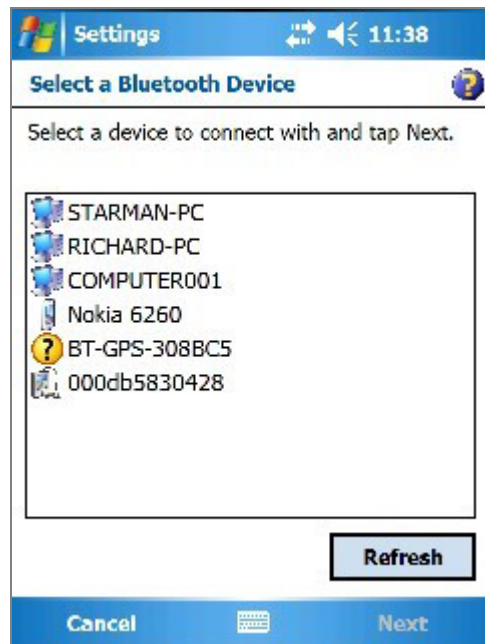 Settings 11:38
Select a Bluetooth Device
Select a device to connect with and tap Next.
STARMAN-PC
RICHARD-PC
COMPUTER001
Nokia 6260
BT-GPS-308BC5
000db5830428
Refresh
Cancel Next